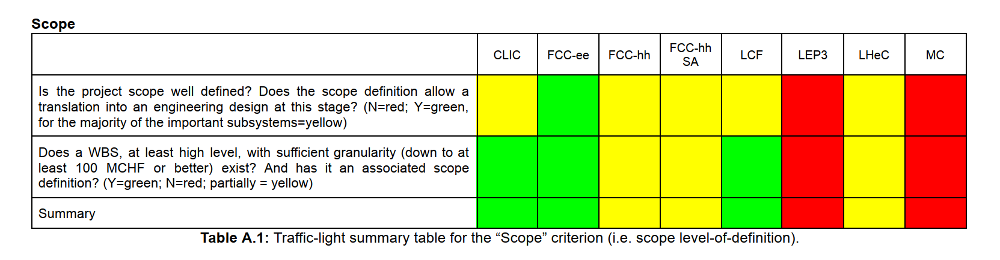 Scope
CLIC FCC-ee FCC-hh FCC-hh SA LCF LEP3 LHeC MC
Is the project scope well defined? Does the scope definition allow a
translation into an engineering design at this stage? (N=red; Y=green,
for the majority of the important subsystems=yellow)
Does a WBS, at least high level, with sufficient granularity (down to at
least 100 MCHF or better) exist? And has it an associated scope
definition? (Y=green; N=red; partially = yellow)
Summary
Table A.1: Traffic-light summary table for the “Scope” criterion (i.e. scope level-of-definition).